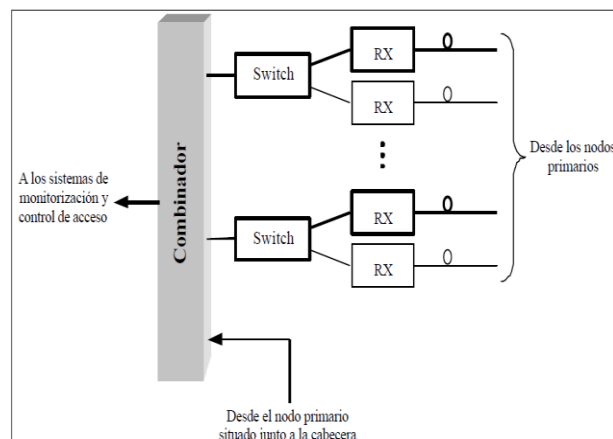 RX
Switch
RX
Desde los nodos
primarios
A los sistemas de
monitorización y
control de acceso
Combinador
RX
Switch
RX
Desde el nodo primario
situado junto a la cabecera